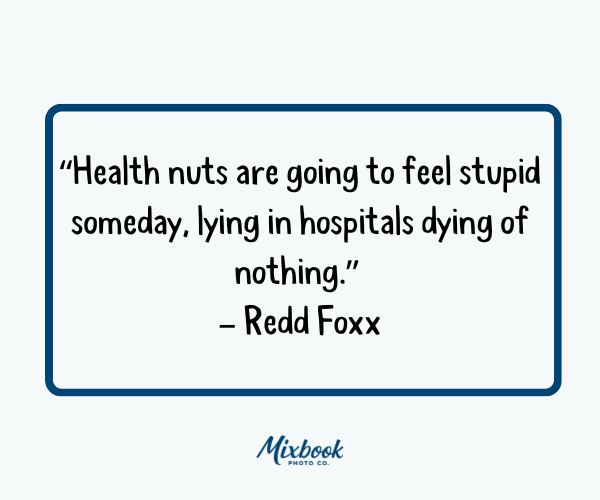 “Health nuts are going to feel stupid
someday, lying in hospitals dying of
nothing.”
– Redd Foxx
Mixbook
PHOTO CO.